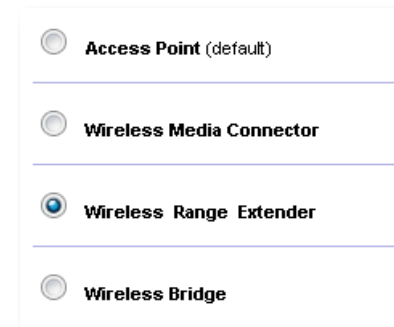 Access Point (default)
Wireless Media Connector
Wireless Range Extender
Wireless Bridge